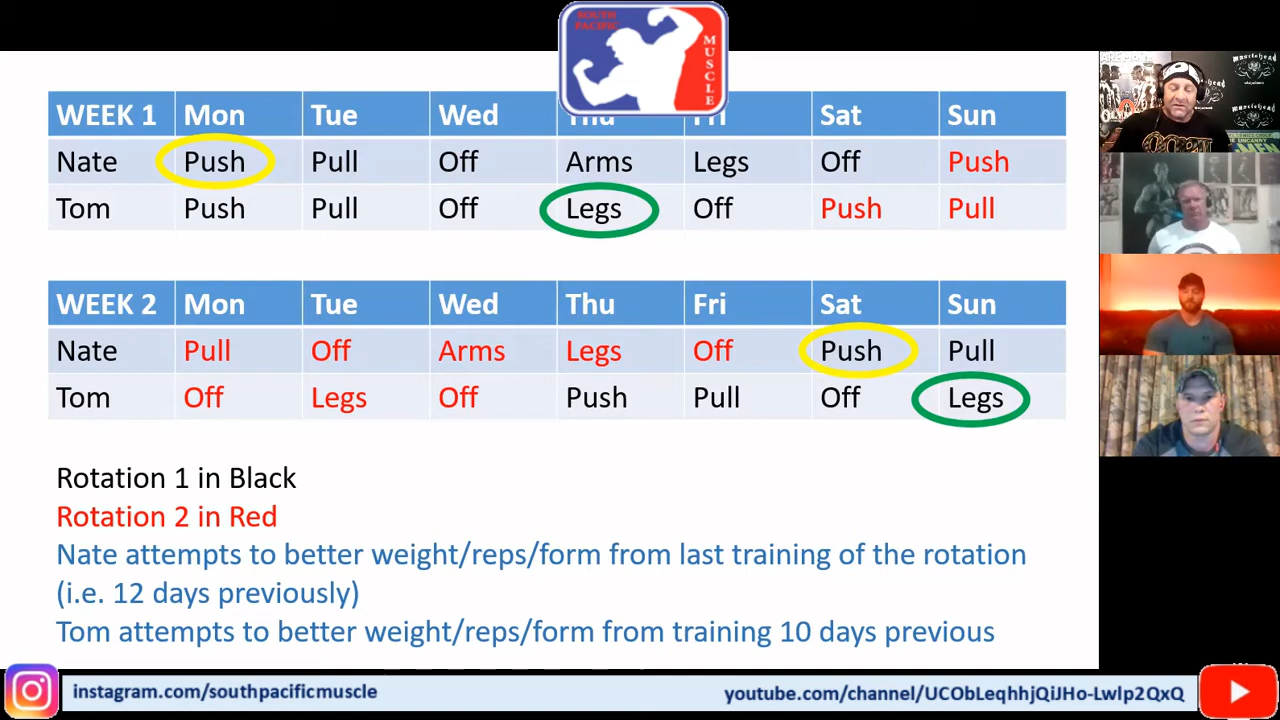 SOUTH
PACIFIC
MUSCLE
WEEK 1 Mon Tue Wed Thu Fri Sat Sun
Nate Push Pull Off Arms Legs Off Push
Tom Push Pull Off Legs Off Push Pull
WEEK 2 Mon Tue Wed Thu Fri Sat Sun
Nate Pull Off Arms Legs Off Push Pull
Tom Off Legs Off Push Pull Off Legs
Rotation 1 in Black
Rotation 2 in Red
Nate attempts to better weight/reps/form from last training of the rotation
(i.e. 12 days previously)
Tom attempts to better weight/reps/form from training 10 days previous
instagram.com/southpacificmuscle
youtube.com/channel/UCObLeqhhjQiJHo-Lwlp2QxQ